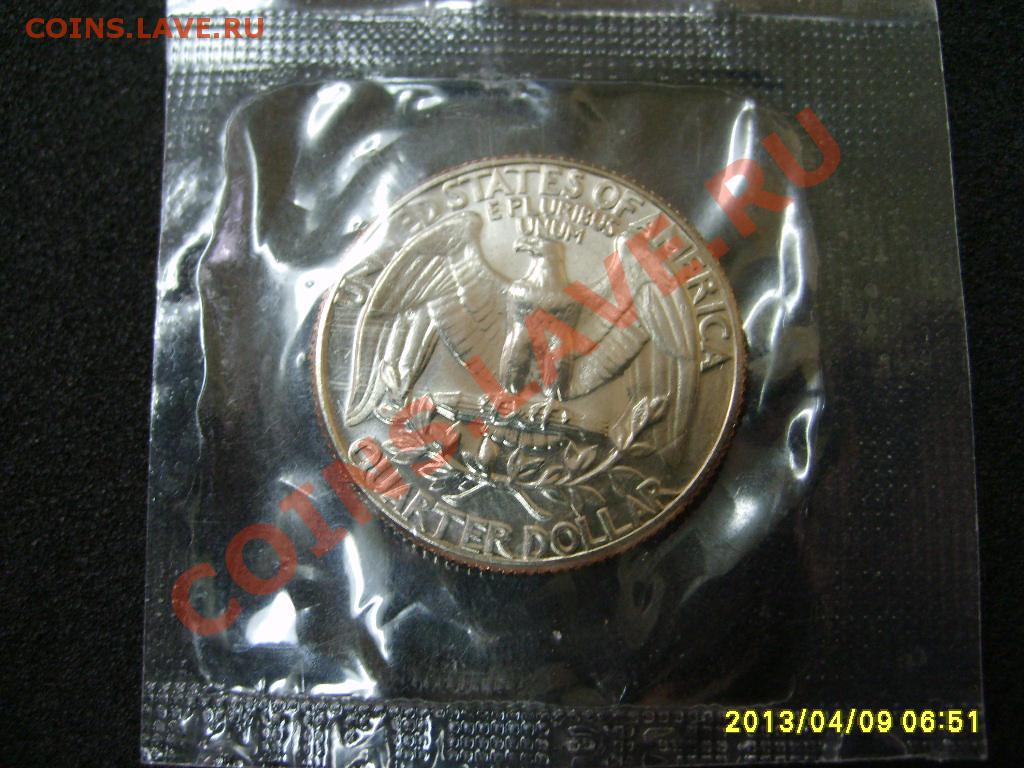 COINS.LAVE.RU
UNITED STATES OF AMERICA
E PLURIBUS
UNUM
COINS.LAVE.RU
QUARTER DOLLAR
2013/04/09 06:51